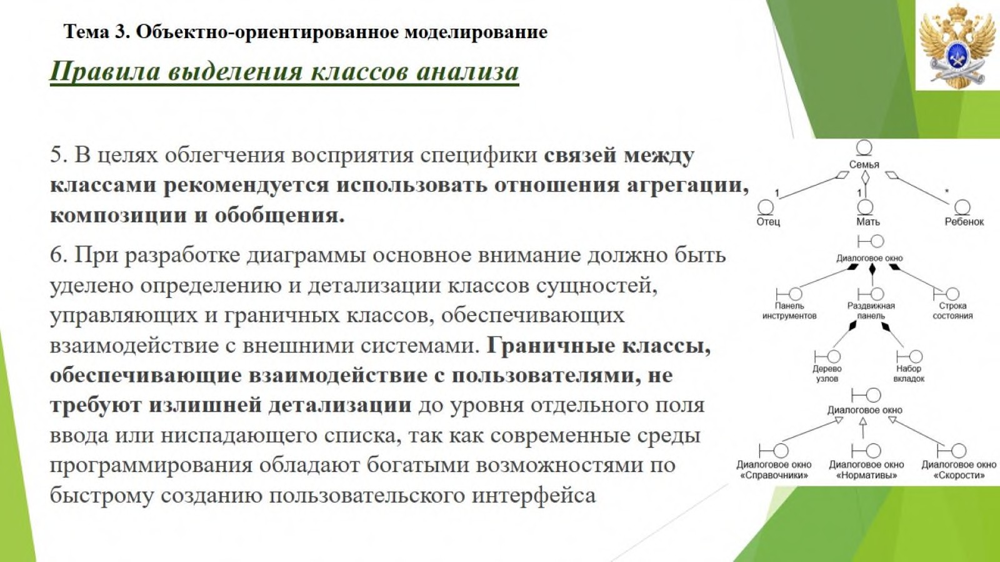 Тема 3. Объектно-ориентированное моделирование
Правила выделения классов анализа
5. В целях облегчения восприятия специфики связей между
классами рекомендуется использовать отношения агрегации,
композиции и обобщения.
6. При разработке диаграммы основное внимание должно быть
уделено определению и детализации классов сущностей,
управляющих и граничных классов, обеспечивающих
взаимодействие с внешними системами. Граничные классы,
обеспечивающие взаимодействие с пользователями, не
требуют излишней детализации до уровня отдельного поля
ввода или ниспадающего списка, так как современные среды
программирования обладают богатыми возможностями по
быстрому созданию пользовательского интерфейса
Семья
1 1 *
Отец Мать Ребенок
Диалоговое окно
Панель Раздвижная Строка
инструментов панель состояния
Дерево Набор
узлов вкладок
Диалоговое окно
Диалоговое окно Диалоговое окно Диалоговое окно
«Справочники» «Нормативы» «Скорости»